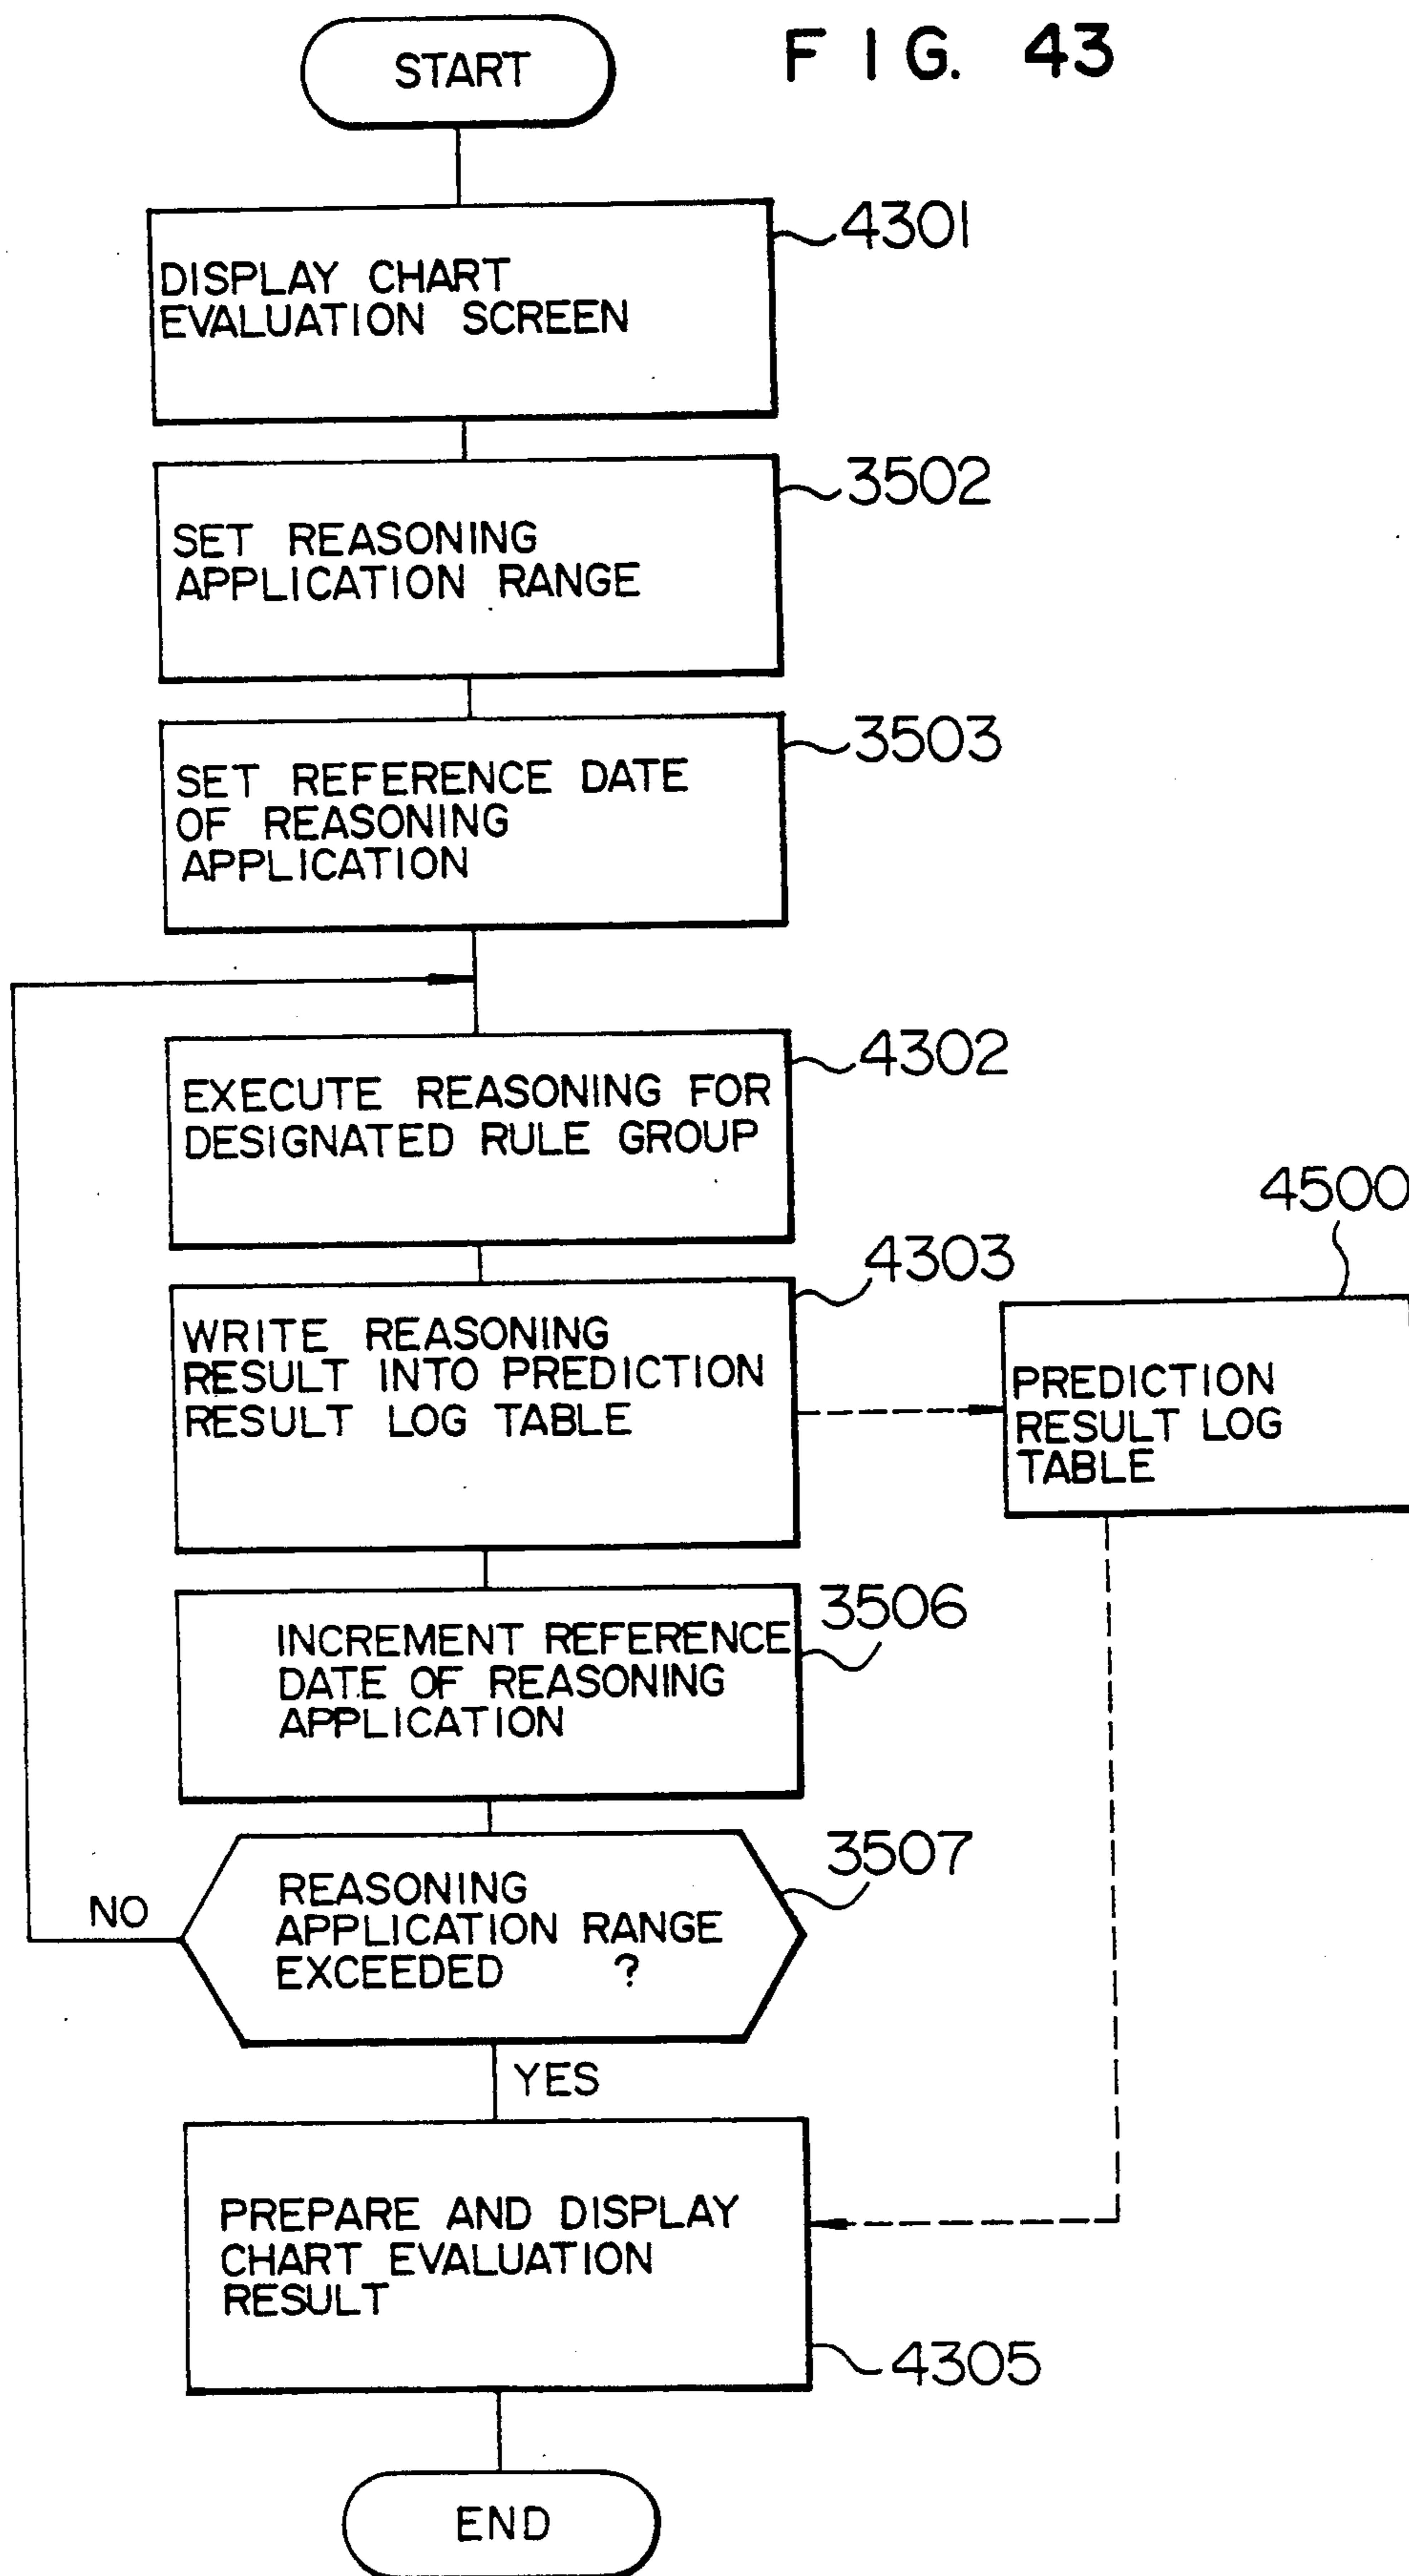 FIG. 43
START
4301
DISPLAY CHART
EVALUATION SCREEN
3502
SET REASONING
APPLICATION RANGE
3503
SET REFERENCE DATE
OF REASONING
APPLICATION
4302
EXECUTE REASONING FOR
DESIGNATED RULE GROUP
4303
WRITE REASONING
RESULT INTO PREDICTION
RESULT LOG TABLE
4500
PREDICTION
RESULT LOG
TABLE
3506
INCREMENT REFERENCE
DATE OF REASONING
APPLICATION
3507
REASONING
APPLICATION RANGE
EXCEEDED ?
NO
YES
PREPARE AND DISPLAY
CHART EVALUATION
RESULT
4305
END